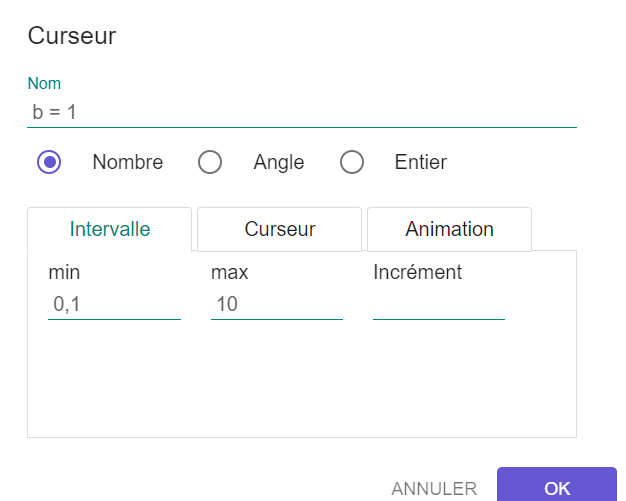 Curseur
Nom
b = 1
Nombre Angle Entier
Intervalle Curseur Animation
min max Incrément
0,1 10
ANNULER OK